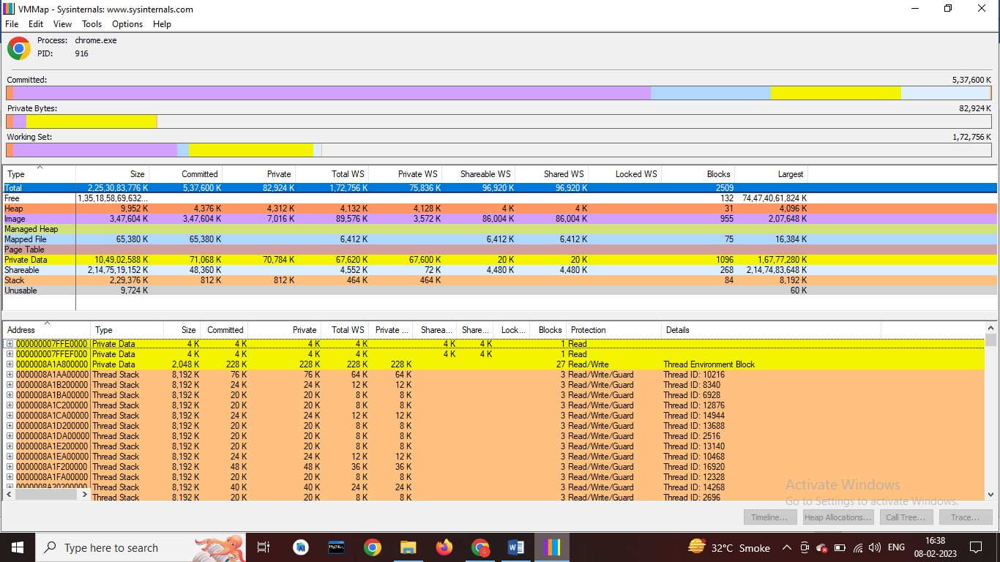 VMMap - Sysinternals: www.sysinternals.com
File Edit View Tools Options Help
Process: chrome.exe
PID: 916
Committed: 5,37,600 K
Private Bytes: 82,924 K
Working Set: 1,72,756 K
Type Size Committed Private Total WS Private WS Shareable WS Shared WS Locked WS Blocks Largest
Total 2,25,30,83,776 K 5,37,600 K 82,924 K 1,72,756 K 75,836 K 96,920 K 96,920 K 2509
Free 1,35,18,58,69,632... 132 74,47,40,61,824 K
Heap 9,952 K 4,376 K 4,312 K 4,132 K 4,128 K 4 K 4 K 31 4,096 K
Image 3,47,604 K 3,47,604 K 7,016 K 89,576 K 3,572 K 86,004 K 86,004 K 955 2,07,648 K
Managed Heap
Mapped File 65,380 K 65,380 K 6,412 K 6,412 K 6,412 K 75 16,384 K
Page Table
Private Data 10,49,02,588 K 71,068 K 70,784 K 67,620 K 67,600 K 20 K 20 K 1096 1,67,77,280 K
Shareable 2,14,75,19,152 K 48,360 K 4,552 K 72 K 4,480 K 4,480 K 268 2,14,74,83,648 K
Stack 2,29,376 K 812 K 812 K 464 K 464 K 84 8,192 K
Unusable 9,724 K 60 K
Address Type Size Committed Private Total WS Private ... Sharea... Share... Lock... Blocks Protection Details
000000007FFE0000 Private Data 4 K 4 K 4 K 4 K 4 K 4 K 1 Read
000000007FFEF000 Private Data 4 K 4 K 4 K 4 K 4 K 4 K 1 Read
0000008A1A800000 Private Data 2,048 K 228 K 228 K 228 K 228 K 27 Read/Write Thread Environment Block
0000008A1AA00000 Thread Stack 8,192 K 76 K 76 K 64 K 64 K 3 Read/Write/Guard Thread ID: 10216
0000008A1B200000 Thread Stack 8,192 K 24 K 24 K 12 K 12 K 3 Read/Write/Guard Thread ID: 8340
0000008A1BA00000 Thread Stack 8,192 K 20 K 20 K 8 K 8 K 3 Read/Write/Guard Thread ID: 6928
0000008A1C200000 Thread Stack 8,192 K 20 K 20 K 8 K 8 K 3 Read/Write/Guard Thread ID: 12876
0000008A1CA00000 Thread Stack 8,192 K 24 K 24 K 12 K 12 K 3 Read/Write/Guard Thread ID: 14944
0000008A1D200000 Thread Stack 8,192 K 20 K 20 K 8 K 8 K 3 Read/Write/Guard Thread ID: 13688
0000008A1DA00000 Thread Stack 8,192 K 20 K 20 K 8 K 8 K 3 Read/Write/Guard Thread ID: 2516
0000008A1E200000 Thread Stack 8,192 K 20 K 20 K 8 K 8 K 3 Read/Write/Guard Thread ID: 13140
0000008A1EA00000 Thread Stack 8,192 K 24 K 24 K 12 K 12 K 3 Read/Write/Guard Thread ID: 10468
0000008A1F200000 Thread Stack 8,192 K 48 K 48 K 36 K 36 K 3 Read/Write/Guard Thread ID: 16920
0000008A1FA00000 Thread Stack 8,192 K 20 K 20 K 8 K 8 K 3 Read/Write/Guard Thread ID: 12328
0000008A20200000 Thread Stack 8,192 K 40 K 40 K 24 K 24 K 3 Read/Write/Guard Thread ID: 14268
Thread Stack 8,192 K 20 K 20 K 8 K 8 K 3 Read/Write/Guard Thread ID: 2696
Activate Windows
Go to Settings to activate Windows.
Timeline... Heap Allocations... Call Tree... Trace...
Type here to search
MySQL
32°C Smoke
ENG
16:38
08-02-2023